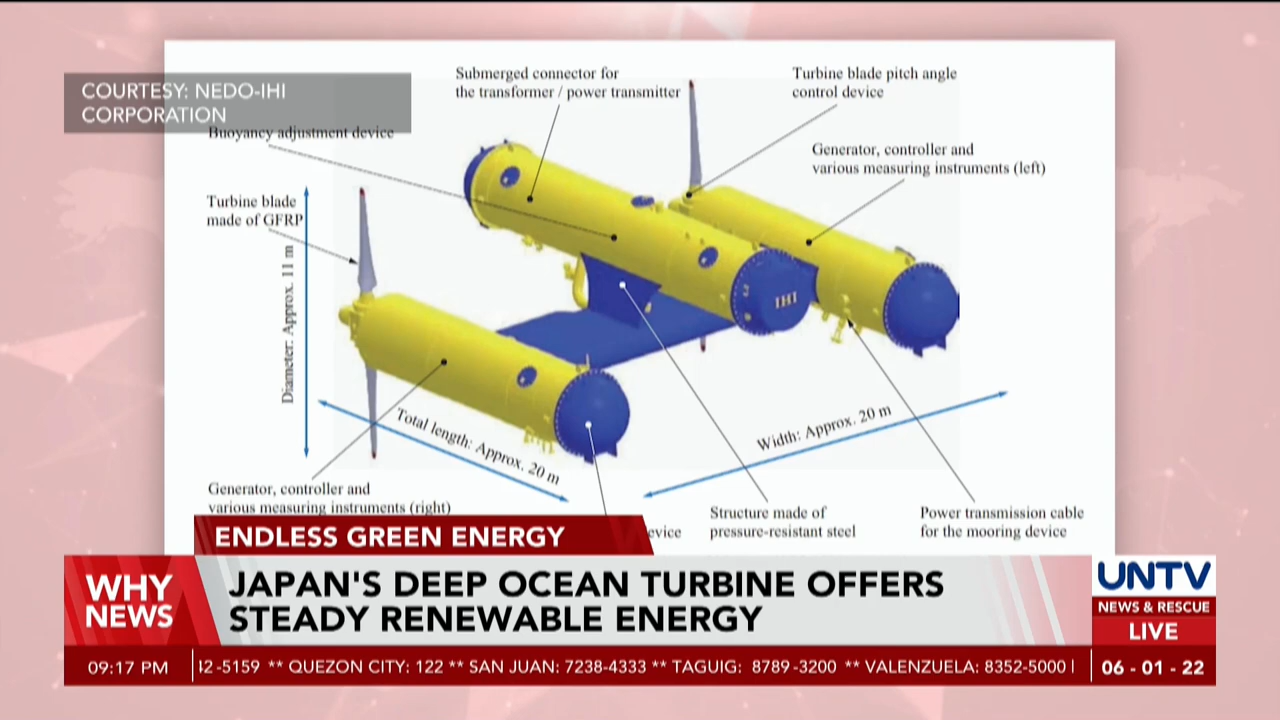 COURTESY: NEDO-IHI
CORPORATION
Submerged connector for
the transformer / power transmitter
Turbine blade pitch angle
control device
Buoyancy adjustment device
Generator, controller and
various measuring instruments (left)
Turbine blade
made of GFRP
Diameter: Approx. 11 m
IHI
Total length: Approx. 20 m
Width: Approx. 20 m
Generator, controller and
various measuring instruments (right)
Structure made of
pressure-resistant steel
Power transmission cable
for the mooring device
ENDLESS GREEN ENERGY
WHY
NEWS
JAPAN'S DEEP OCEAN TURBINE OFFERS
STEADY RENEWABLE ENERGY
UNTV
NEWS & RESCUE
LIVE
09:17 PM
2-5159 ** QUEZON CITY: 122 ** SAN JUAN: 7238-4333 ** TAGUIG: 8789-3200 ** VALENZUELA: 8352-5000
06 - 01 - 22